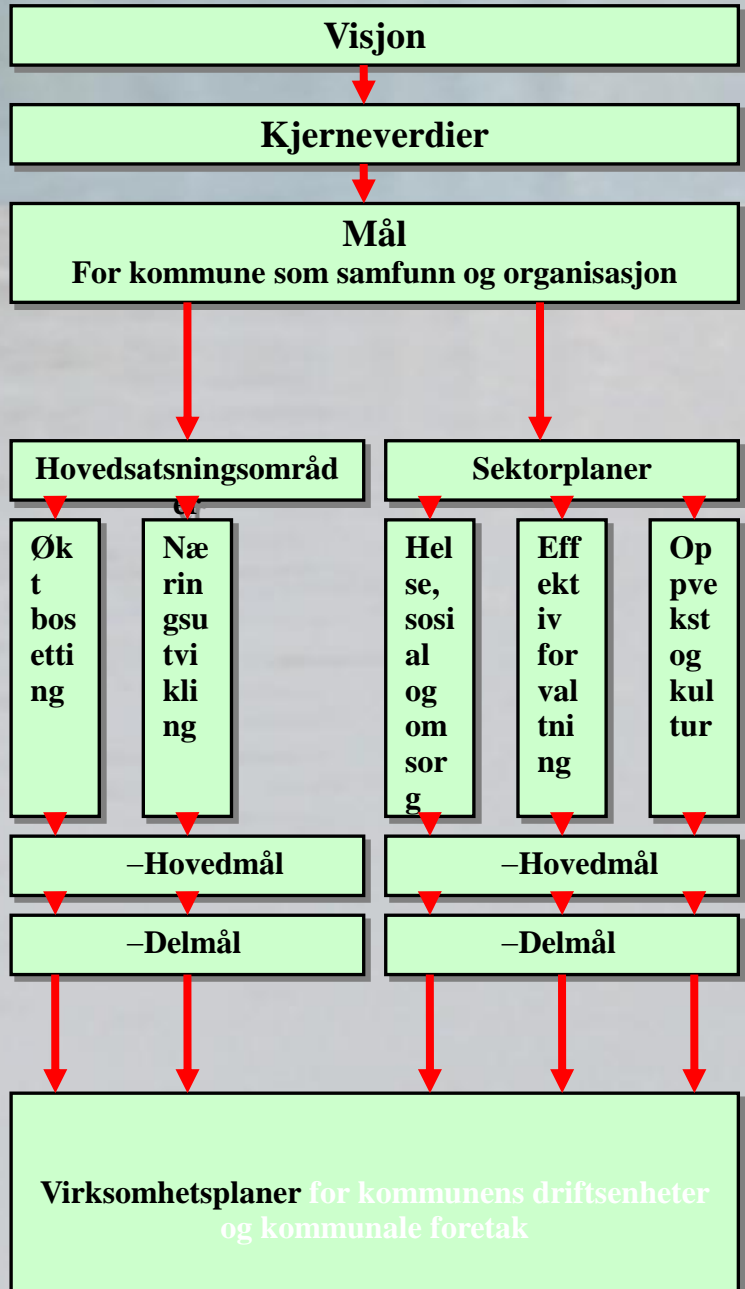 Visjon
Kjerneverdier
Mål
For kommune som samfunn og organisasjon
Hovedsatsningsområd
er
Sektorplaner
Øk
t
bos
etti
ng
Næ
rin
gsu
tvi
kli
ng
Hel
se,
sosi
al
og
om
sor
g
Eff
ekt
iv
for
val
tni
ng
Op
pve
kst
og
kul
tur
–Hovedmål
–Hovedmål
–Delmål
–Delmål
Virksomhetsplaner for kommunens driftsenheter
og kommunale foretak